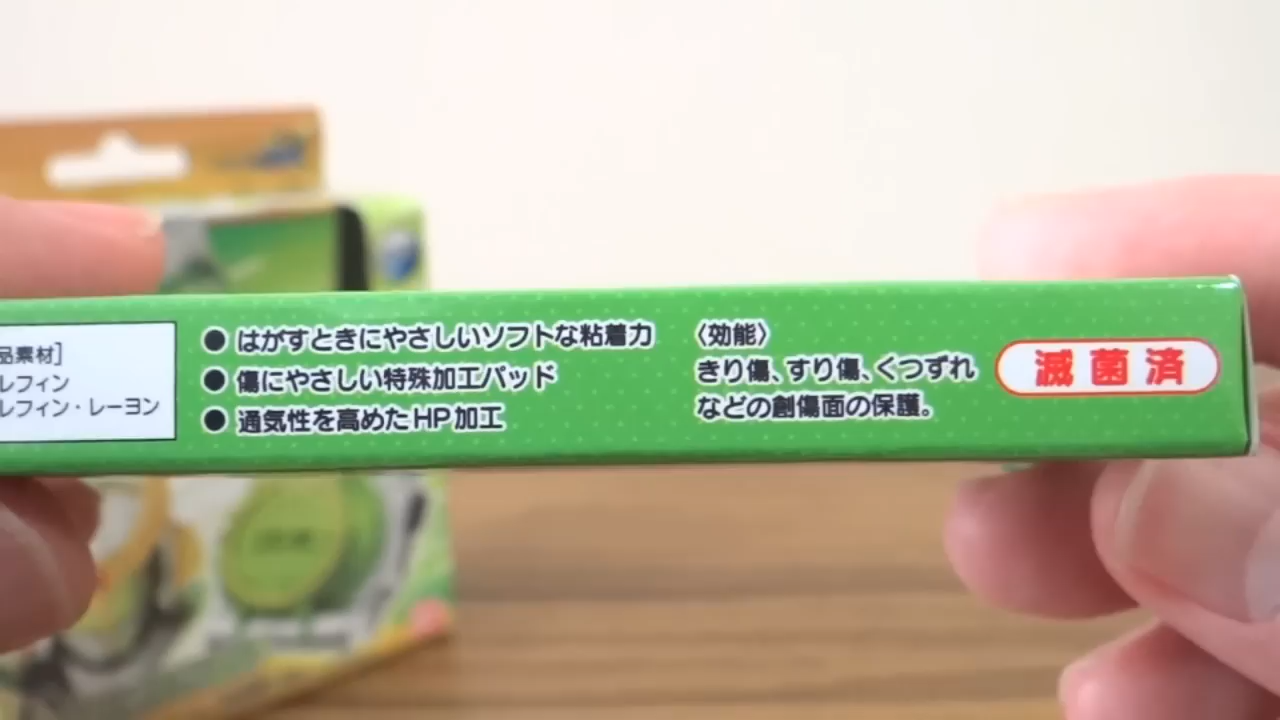 品素材]
レフィン
レフィン・レーヨン
● はがすときにやさしいソフトな粘着力
● 傷にやさしい特殊加工パッド
● 通気性を高めたHP加工
〈効能〉
きり傷、すり傷、くつずれ
などの創傷面の保護。
滅菌済